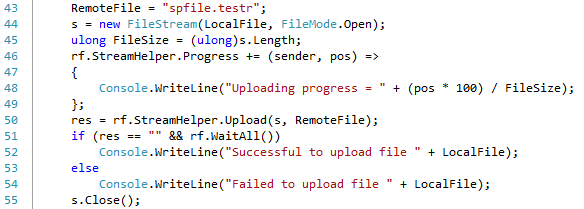 43 RemoteFile = "spfile.testr";
44 s = new FileStream(LocalFile, FileMode.Open);
45 ulong FileSize = (ulong)s.Length;
46 rf.StreamHelper.Progress += (sender, pos) =>
47 {
48 Console.WriteLine("Uploading progress = " + (pos * 100) / FileSize);
49 };
50 res = rf.StreamHelper.Upload(s, RemoteFile);
51 if (res == "" && rf.WaitAll())
52 Console.WriteLine("Successful to upload file " + LocalFile);
53 else
54 Console.WriteLine("Failed to upload file " + LocalFile);
55 s.Close();